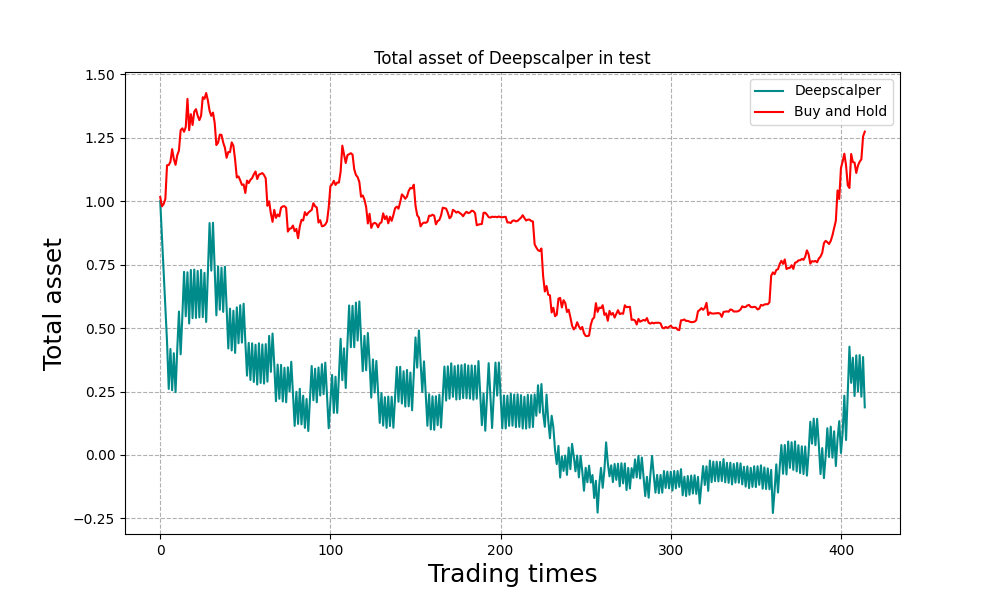 Total asset of Deepscalper in test
1.50
1.25
1.00
0.75
0.50
0.25
0.00
−0.25
Total asset
Deepscalper
Buy and Hold
0
100
200
300
400
Trading times